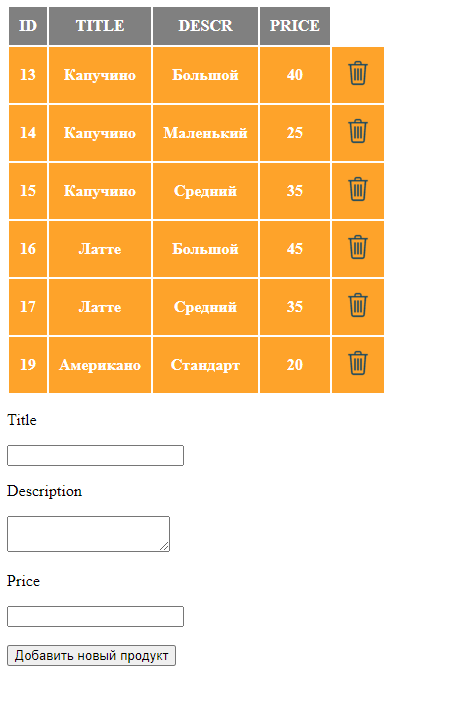 ID TITLE DESCR PRICE
13 Капучино Большой 40
14 Капучино Маленький 25
15 Капучино Средний 35
16 Латте Большой 45
17 Латте Средний 35
19 Американо Стандарт 20
Title
Description
Price
Добавить новый продукт